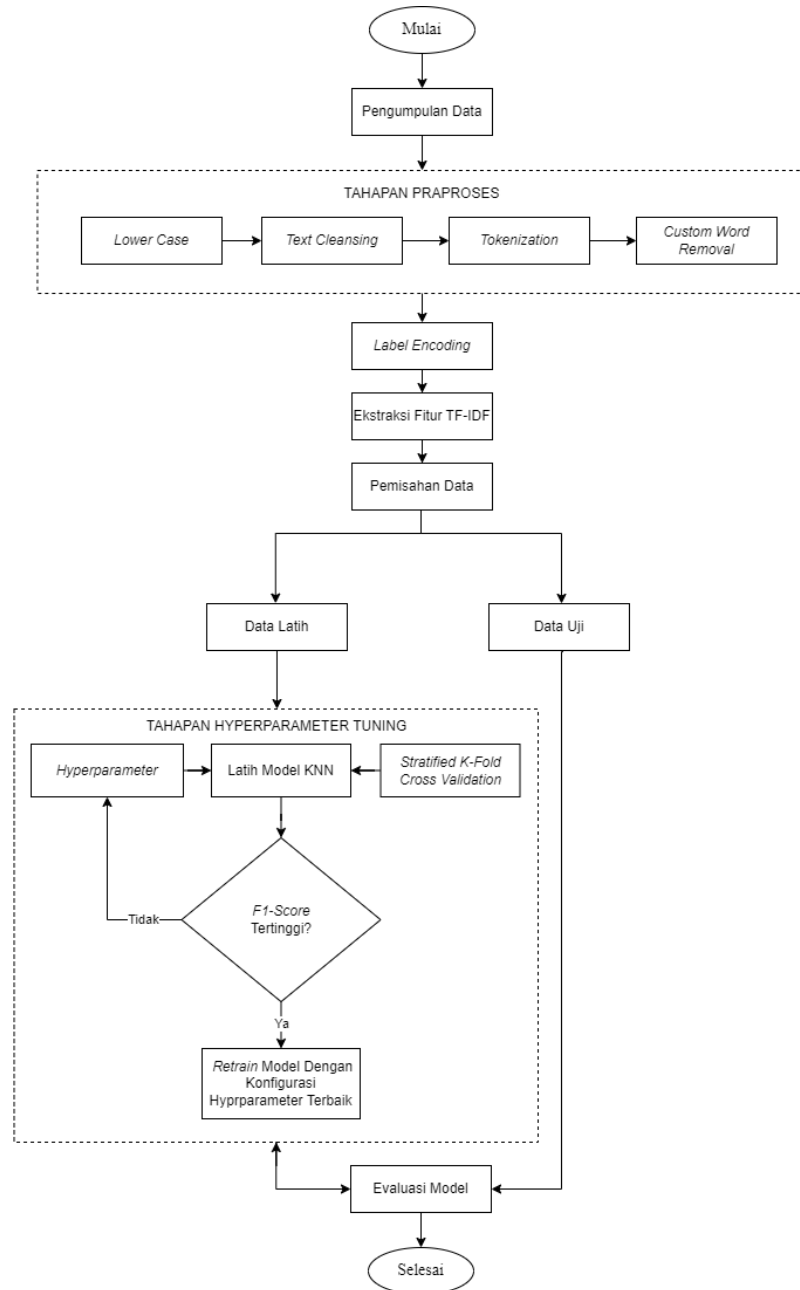 Mulai
Pengumpulan Data
TAHAPAN PRAPROSES
Lower Case
Text Cleansing
Tokenization
Custom Word
Removal
Label Encoding
Ekstraksi Fitur TF-IDF
Pemisahan Data
Data Latih
Data Uji
TAHAPAN HYPERPARAMETER TUNING
Hyperparameter
Latih Model KNN
Stratified K-Fold
Cross Validation
F1-Score
Tertinggi?
Tidak
Ya
Retrain Model Dengan
Konfigurasi
Hyprparameter Terbaik
Evaluasi Model
Selesai